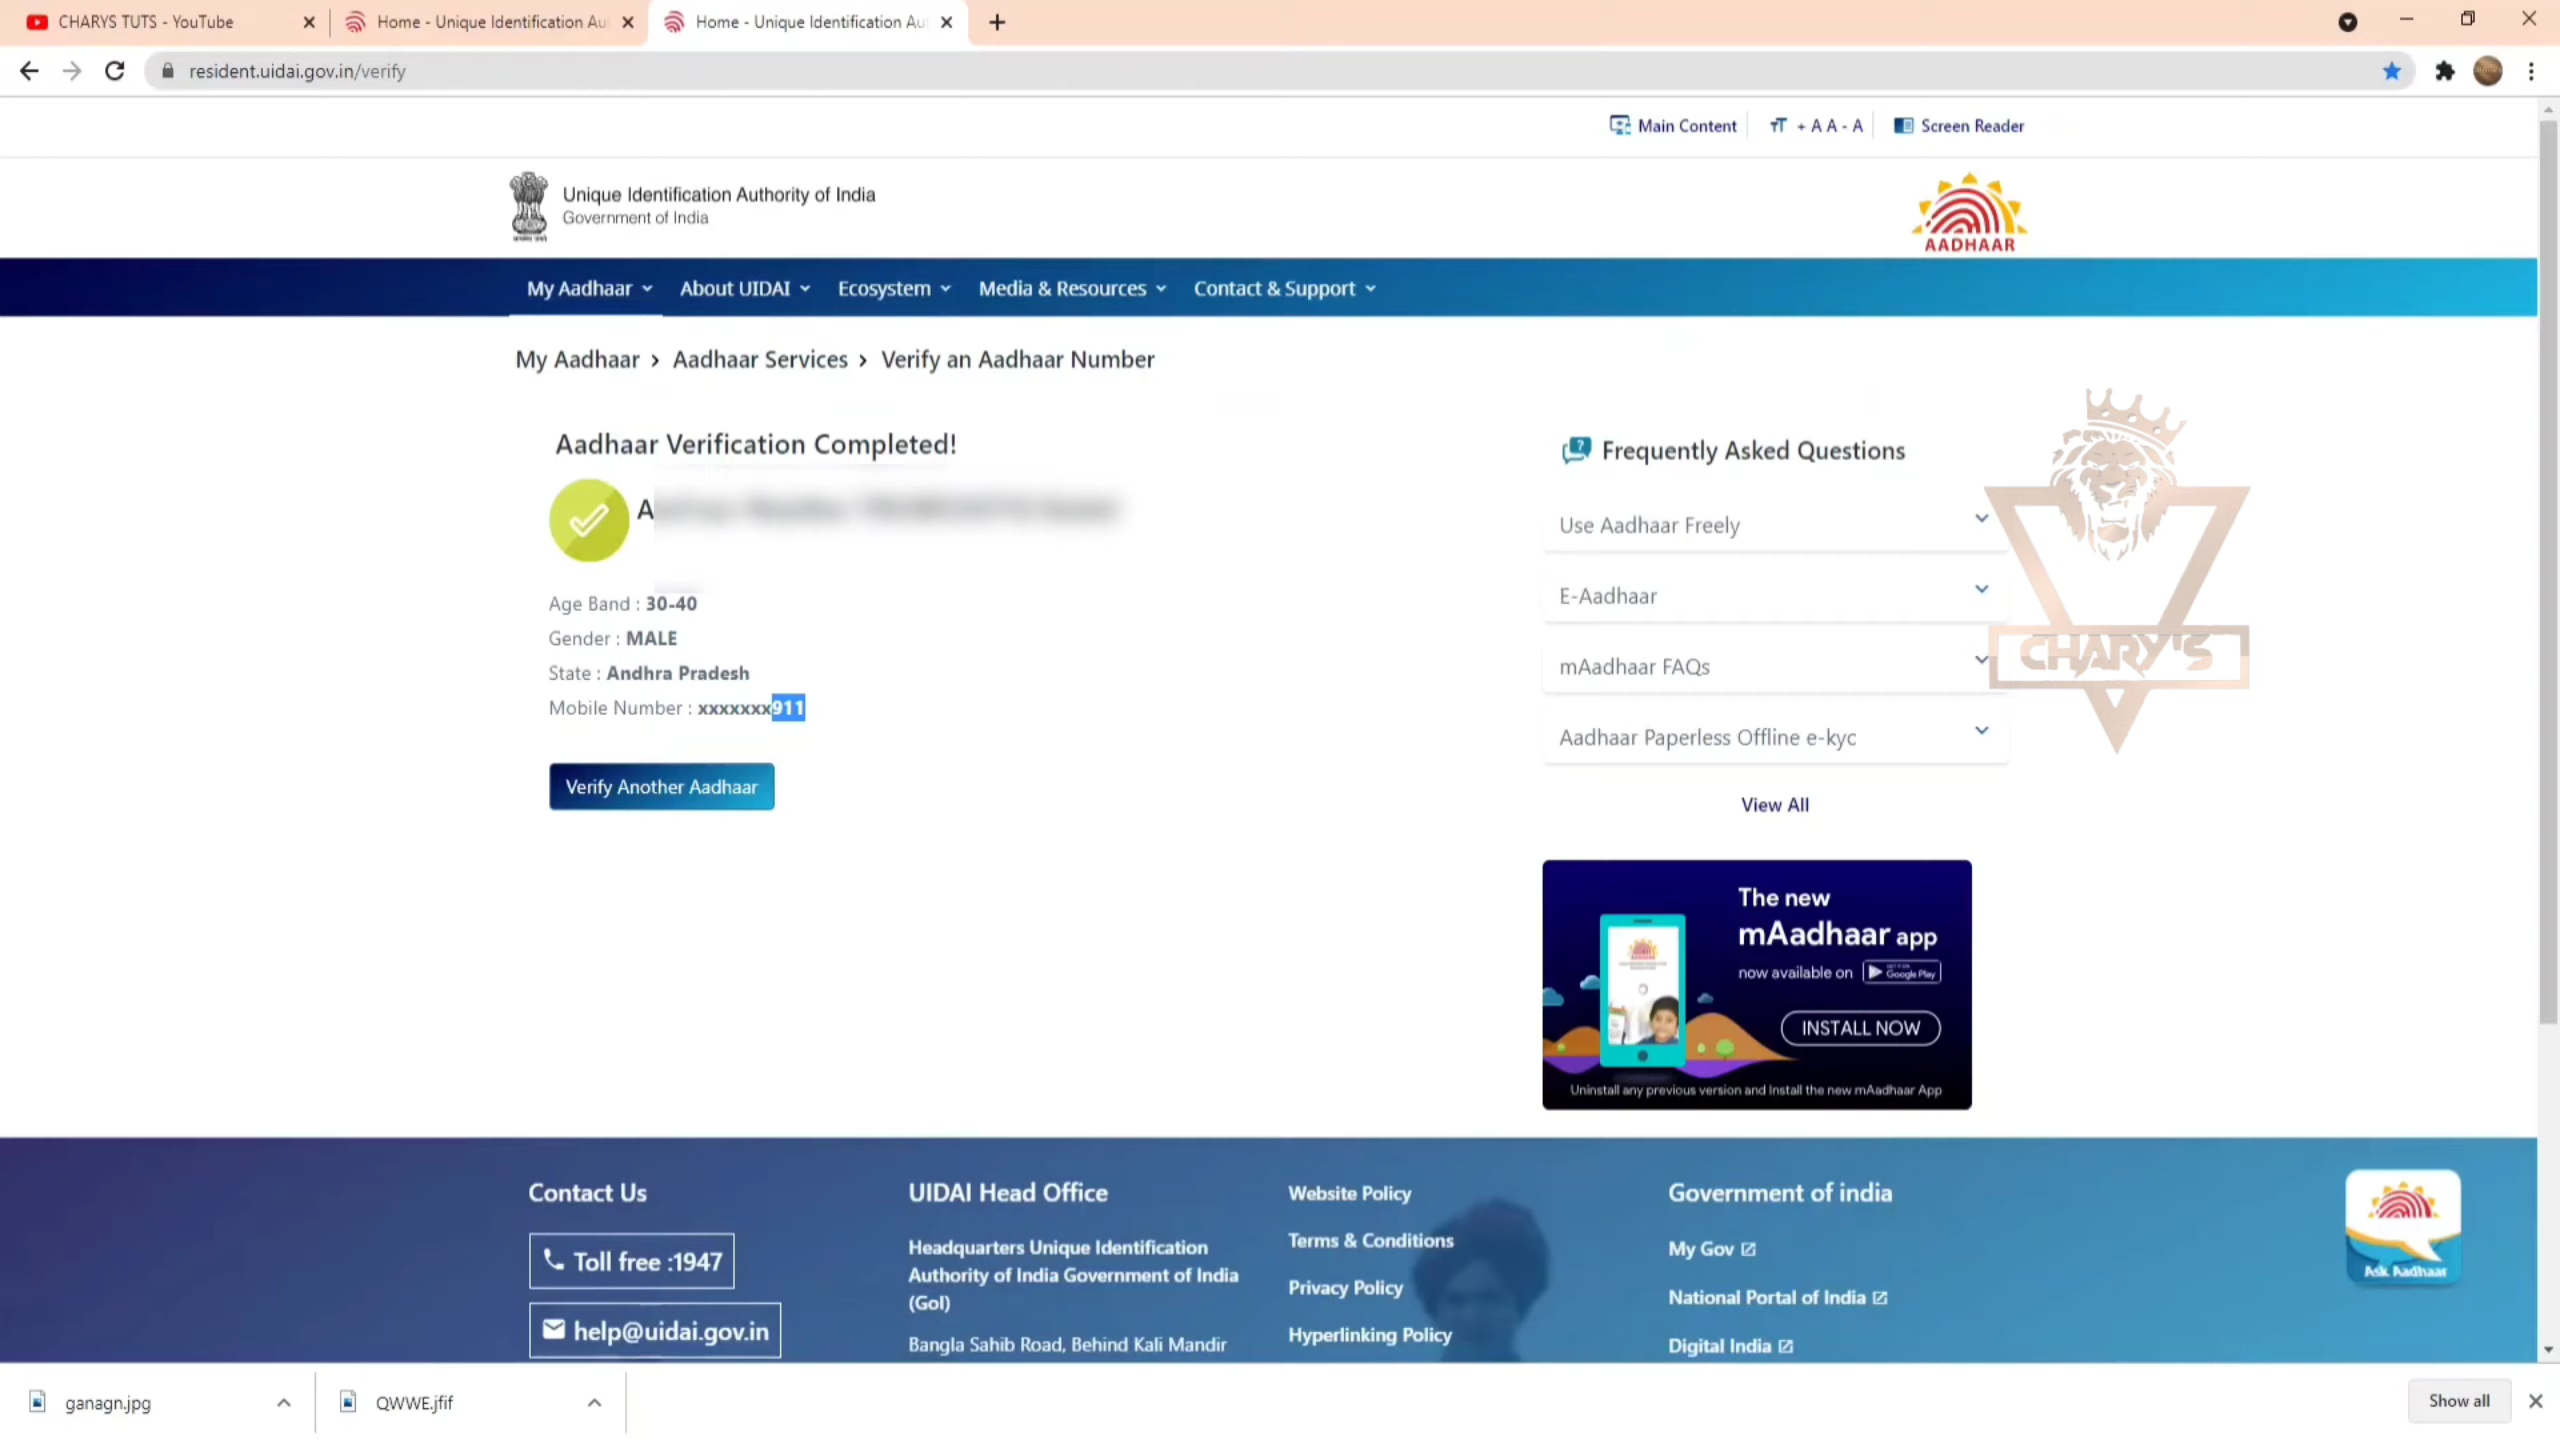 CHARYS TUTS - YouTube
Home - Unique Identification Au
Home - Unique Identification Au
resident.uidai.gov.in/verify
Main Content
+ A A - A
Screen Reader
Unique Identification Authority of India
Government of India
AADHAAR
My Aadhaar
About UIDAI
Ecosystem
Media & Resources
Contact & Support
My Aadhaar > Aadhaar Services > Verify an Aadhaar Number
Aadhaar Verification Completed!
A
Age Band : 30-40
Gender : MALE
State : Andhra Pradesh
Mobile Number : xxxxxxx911
Verify Another Aadhaar
Frequently Asked Questions
Use Aadhaar Freely
E-Aadhaar
mAadhaar FAQs
Aadhaar Paperless Offline e-kyc
View All
CHARY'S
The new
mAadhaar app
now available on
GET IT ON
Google Play
INSTALL NOW
Uninstall any previous version and Install the new mAadhaar App
Contact Us
Toll free :1947
help@uidai.gov.in
UIDAI Head Office
Headquarters Unique Identification
Authority of India Government of India
(GoI)
Bangla Sahib Road, Behind Kali Mandir
Website Policy
Terms & Conditions
Privacy Policy
Hyperlinking Policy
Government of india
My Gov
National Portal of India
Digital India
Ask Aadhaar
ganagn.jpg
QWWE.jfif
Show all